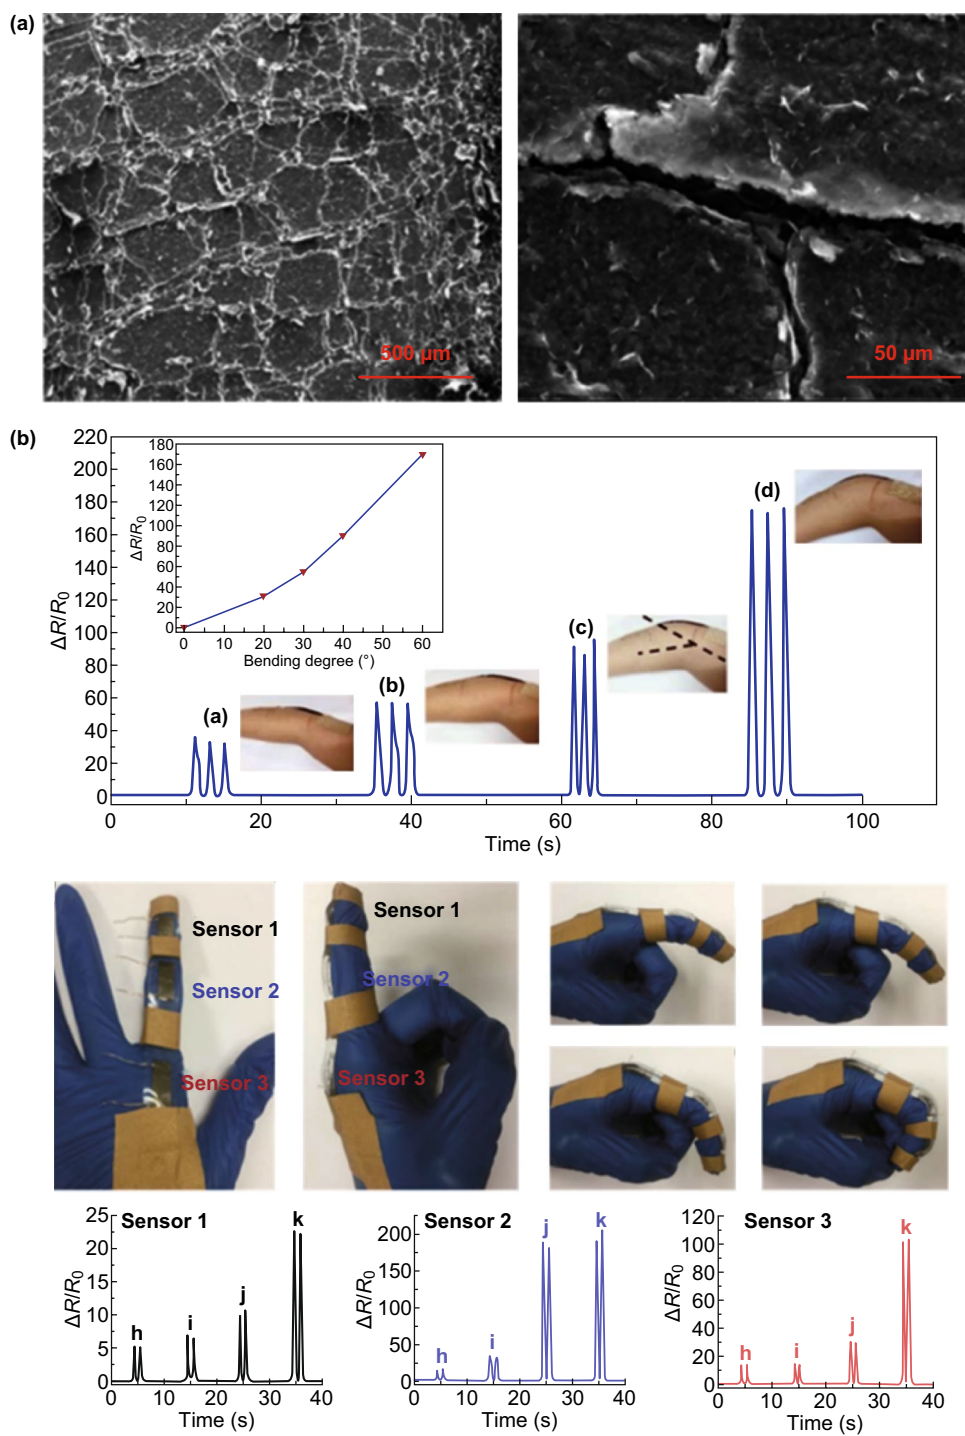 (a)
500 µm
50 µm
(b)
220
200
180
160
140
120
100
80
60
40
20
0
ΔR/R0
0
20
40
60
80
100
Time (s)
180
160
140
120
100
80
60
40
20
0
ΔR/R0
0
10
20
30
40
50
60
Bending degree (°)
(a)
(b)
(c)
(d)
Sensor 1
Sensor 2
Sensor 3
Sensor 1
Sensor 2
Sensor 3
25
20
15
10
5
0
ΔR/R0
Sensor 1
h
i
j
k
0
10
20
30
40
Time (s)
200
150
100
50
0
ΔR/R0
Sensor 2
h
i
j
k
0
10
20
30
40
Time (s)
120
100
80
60
40
20
0
ΔR/R0
Sensor 3
h
i
j
k
0
10
20
30
40
Time (s)